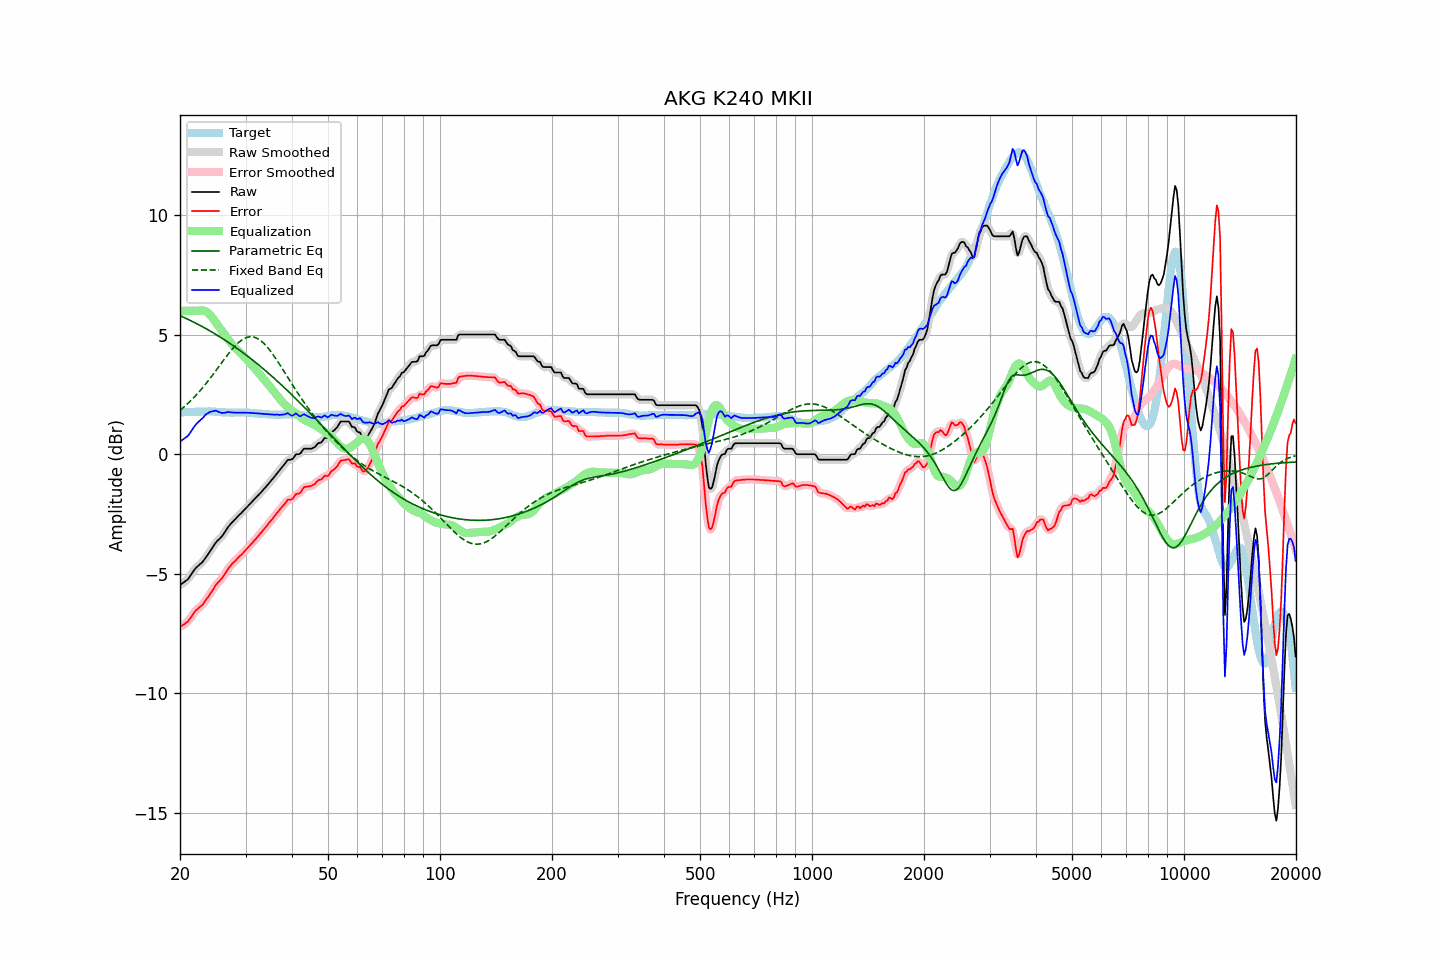 AKG K240 MKII
Target
Raw Smoothed
Error Smoothed
Raw
Error
Equalization
Parametric Eq
Fixed Band Eq
Equalized
Amplitude (dBr)
10
5
0
−5
−10
−15
20 50 100 200 500 1000 2000 5000 10000 20000
Frequency (Hz)